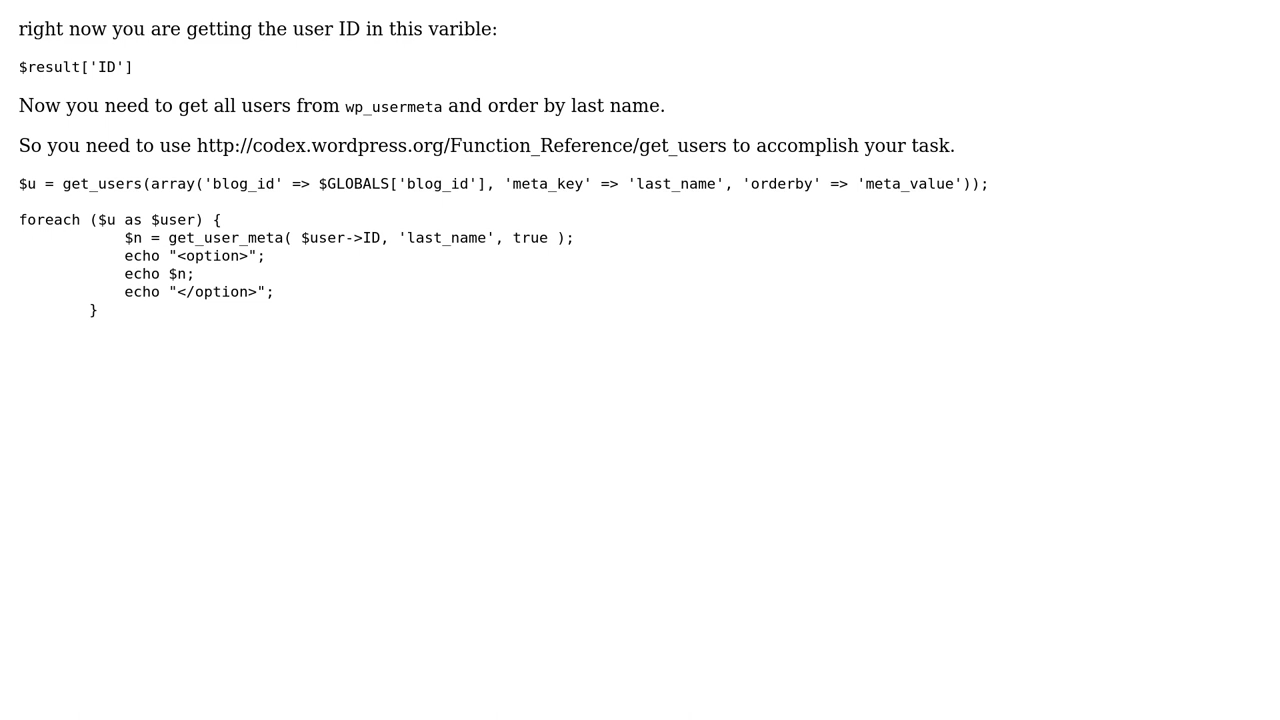 right now you are getting the user ID in this varible:
$result['ID']
Now you need to get all users from wp_usermeta and order by last name.
So you need to use http://codex.wordpress.org/Function_Reference/get_users to accomplish your task.
$u = get_users(array('blog_id' => $GLOBALS['blog_id'], 'meta_key' => 'last_name', 'orderby' => 'meta_value'));
foreach ($u as $user) {
            $n = get_user_meta( $user->ID, 'last_name', true );
            echo "<option>";
            echo $n;
            echo "</option>";
        }